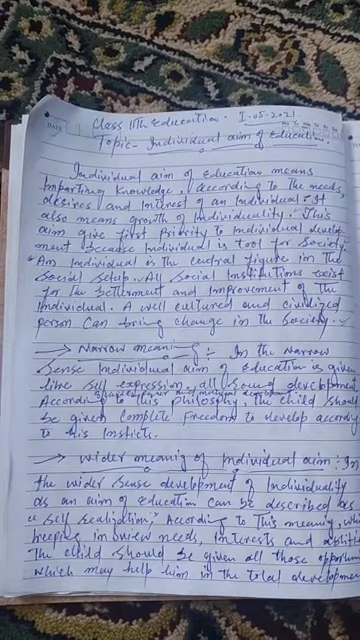 Class 11th Education. 1-05-2021
Topic- Individual aim of Education.
Individual aim of Education means
imparting knowledge. According to the needs,
desires and interest of an Individual. It
also means growth of individuality. This
aim give first priority to Individual develop
ment because individual is tool for Society.
* An Individual is the central figure in the
Social Setup. All Social Institutions exist
for the betterment and improvement of the
individual. A well cultured and civilized
person can bring change in the Society.
→ Narrow meaning :- In the narrow
Sense Individual aim of Education is given
like Self expression, all sound development
According to this philosophy, the child should
be given complete freedom to develop accordin
to his insticts.
→ wider meanig of Individual aim : In
the wider sense development of Individuality
as an aim of education can be described as
"Self Realization, According to this meaning, whi
keeping in view needs, interests and aptitu
The child should be given all those opportun
which may help him in the total developme